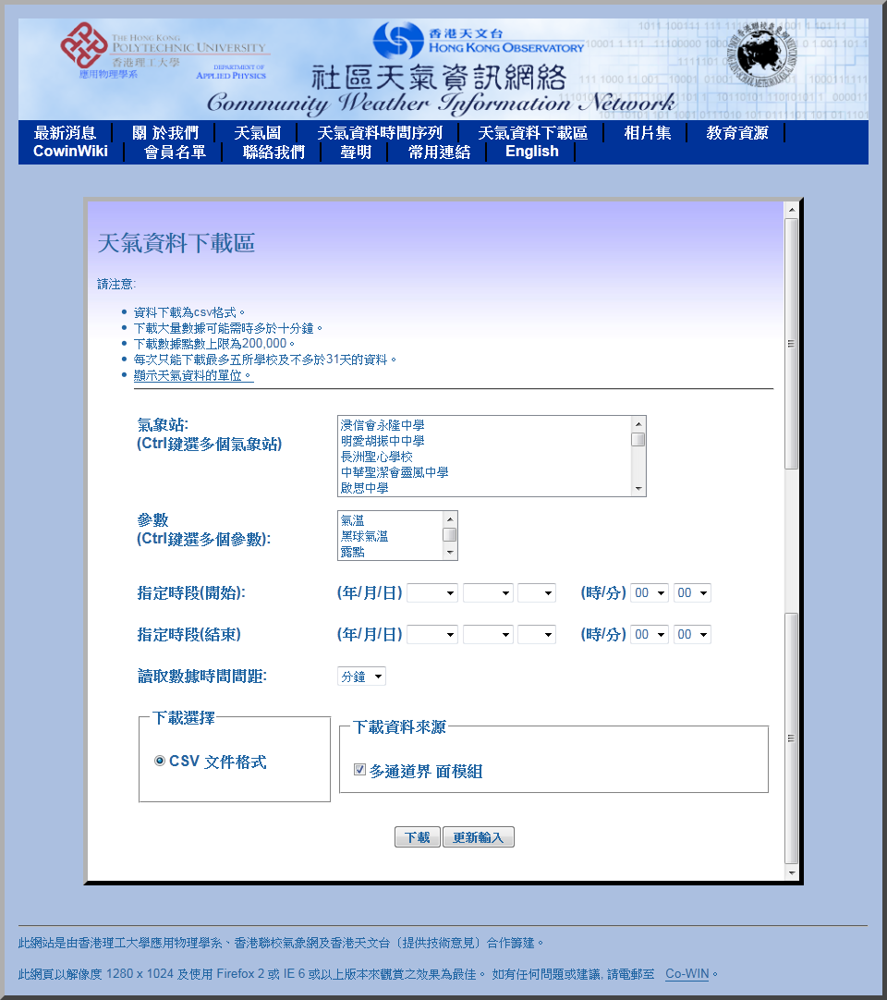 THE HONG KONG
POLYTECHNIC UNIVERSITY
香港理工大學
應用物理學系
DEPARTMENT OF
APPLIED PHYSICS
香港天文台
HONG KONG OBSERVATORY
社區天氣資訊網絡
Community Weather Information Network
最新消息 關 於我們 天氣圖 天氣資料時間序列 天氣資料下載區 相片集 教育資源
CowinWiki 會員名單 聯絡我們 聲明 常用連結 English
天氣資料下載區
請注意:
資料下載為csv格式。
下載大量數據可能需時多於十分鐘。
下載數據點數上限為200,000。
每次只能下載最多五所學校及不多於31天的資料。
顯示天氣資料的單位。
氣象站:
(Ctrl鍵選多個氣象站)
浸信會永隆中學
明愛胡振中中學
長洲聖心學校
中華聖潔會靈風中學
啟思中學
參數
(Ctrl鍵選多個參數):
氣溫
黑球氣溫
露點
指定時段(開始): (年/月/日) (時/分) 00 00
指定時段(結束) (年/月/日) (時/分) 00 00
讀取數據時間間距: 分鐘
下載選擇
CSV 文件格式
下載資料來源
多通道界 面模組
下載 更新輸入
此網站是由香港理工大學應用物理學系、香港聯校氣象網及香港天文台〔提供技術意見〕合作籌建。
此網頁以解像度 1280 x 1024 及使用 Firefox 2 或 IE 6 或以上版本來觀賞之效果為最佳。 如有任何問題或建議, 請電郵至 Co-WIN。